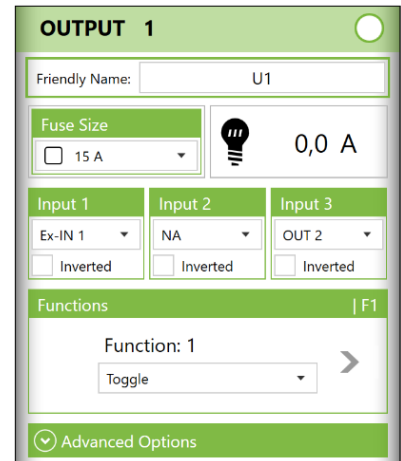 OUTPUT 1
Friendly Name: U1
Fuse Size
15 A
0,0 A
Input 1 Input 2 Input 3
Ex-IN 1 NA OUT 2
Inverted Inverted Inverted
Functions | F1
Function: 1
Toggle
Advanced Options